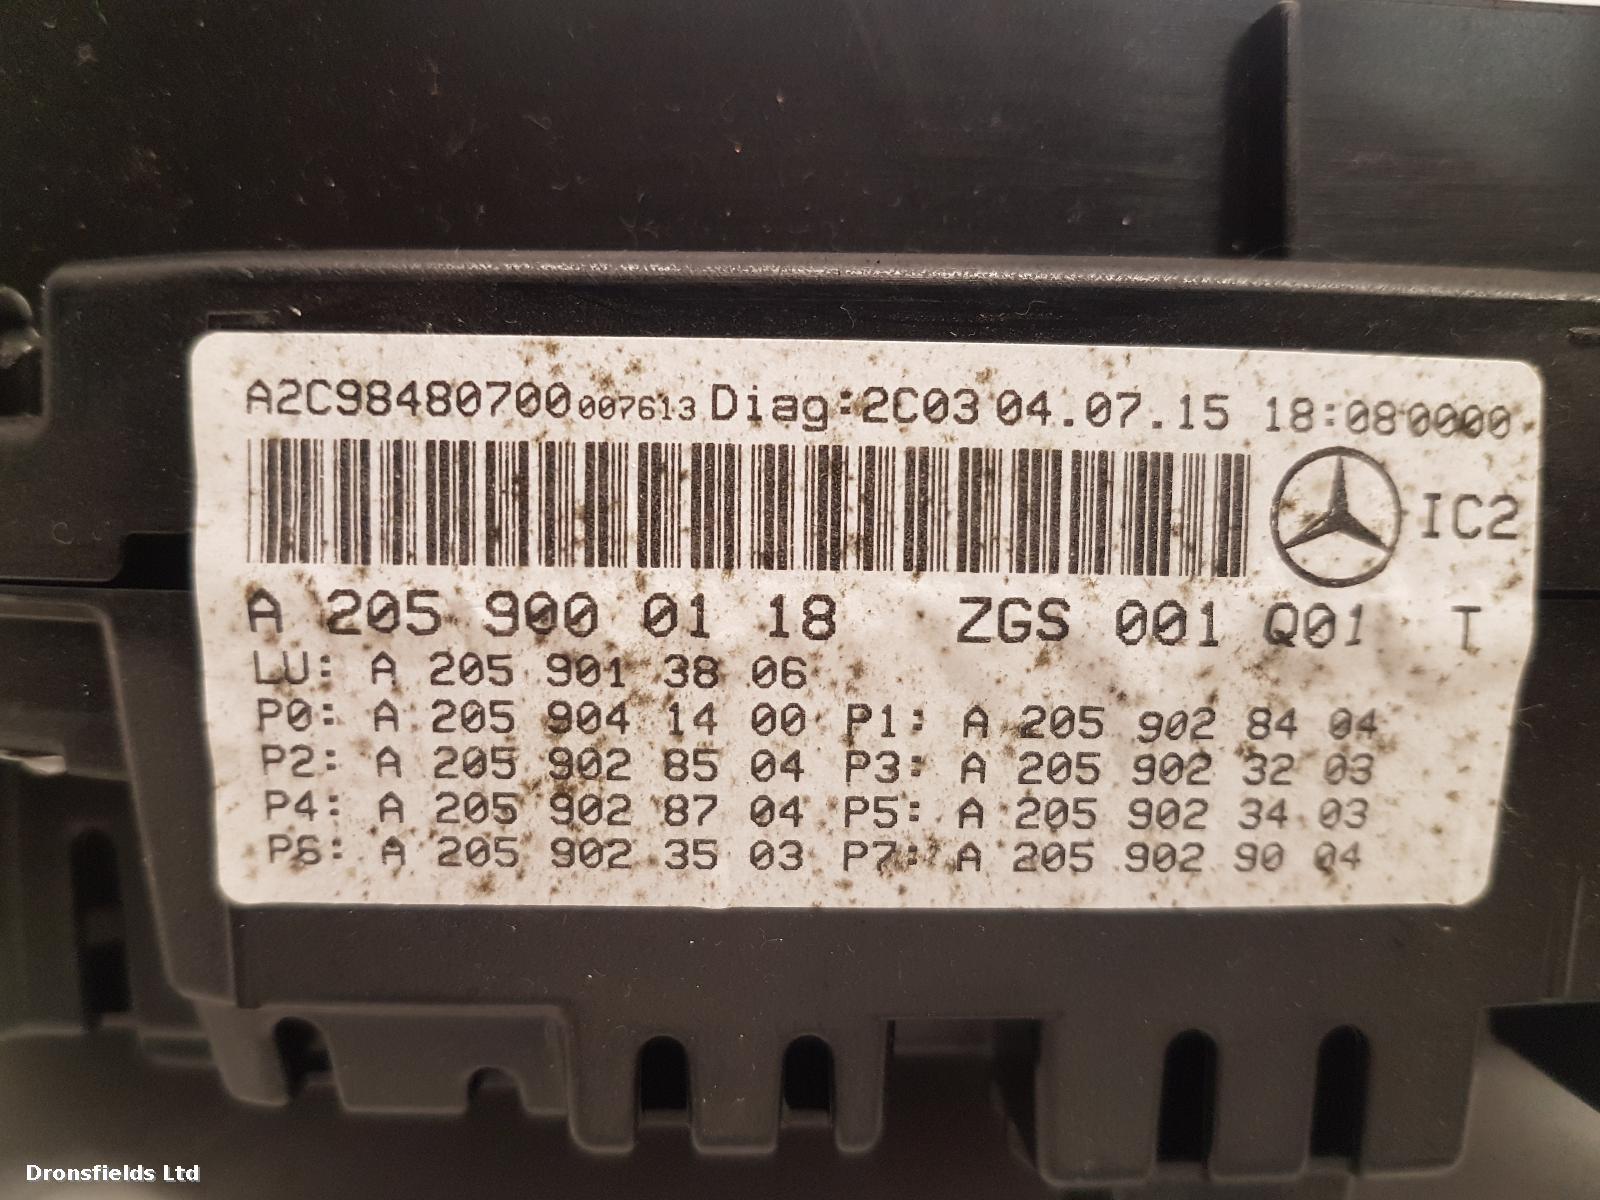 A2C98480700007613 Diag:2C03 04.07.15 18:080000
IC2
A 205 900 01 18 ZGS 001 Q01 T
LU: A 205 901 38 06
P0: A 205 904 14 00 P1: A 205 902 84 04
P2: A 205 902 85 04 P3: A 205 902 32 03
P4: A 205 902 87 04 P5: A 205 902 34 03
P6: A 205 902 35 03 P7: A 205 902 90 04
Dronsfields Ltd